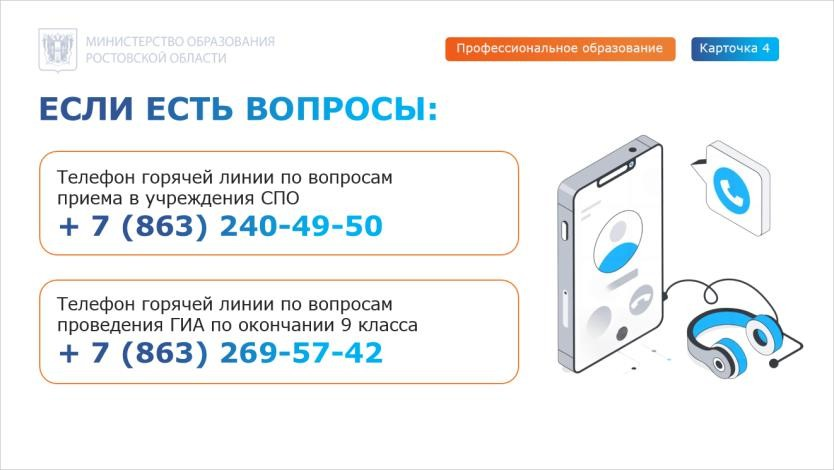 МИНИСТЕРСТВО ОБРАЗОВАНИЯ
РОСТОВСКОЙ ОБЛАСТИ
Профессиональное образование
Карточка 4
ЕСЛИ ЕСТЬ ВОПРОСЫ:
Телефон горячей линии по вопросам
приема в учреждения СПО
+ 7 (863) 240-49-50
Телефон горячей линии по вопросам
проведения ГИА по окончании 9 класса
+ 7 (863) 269-57-42